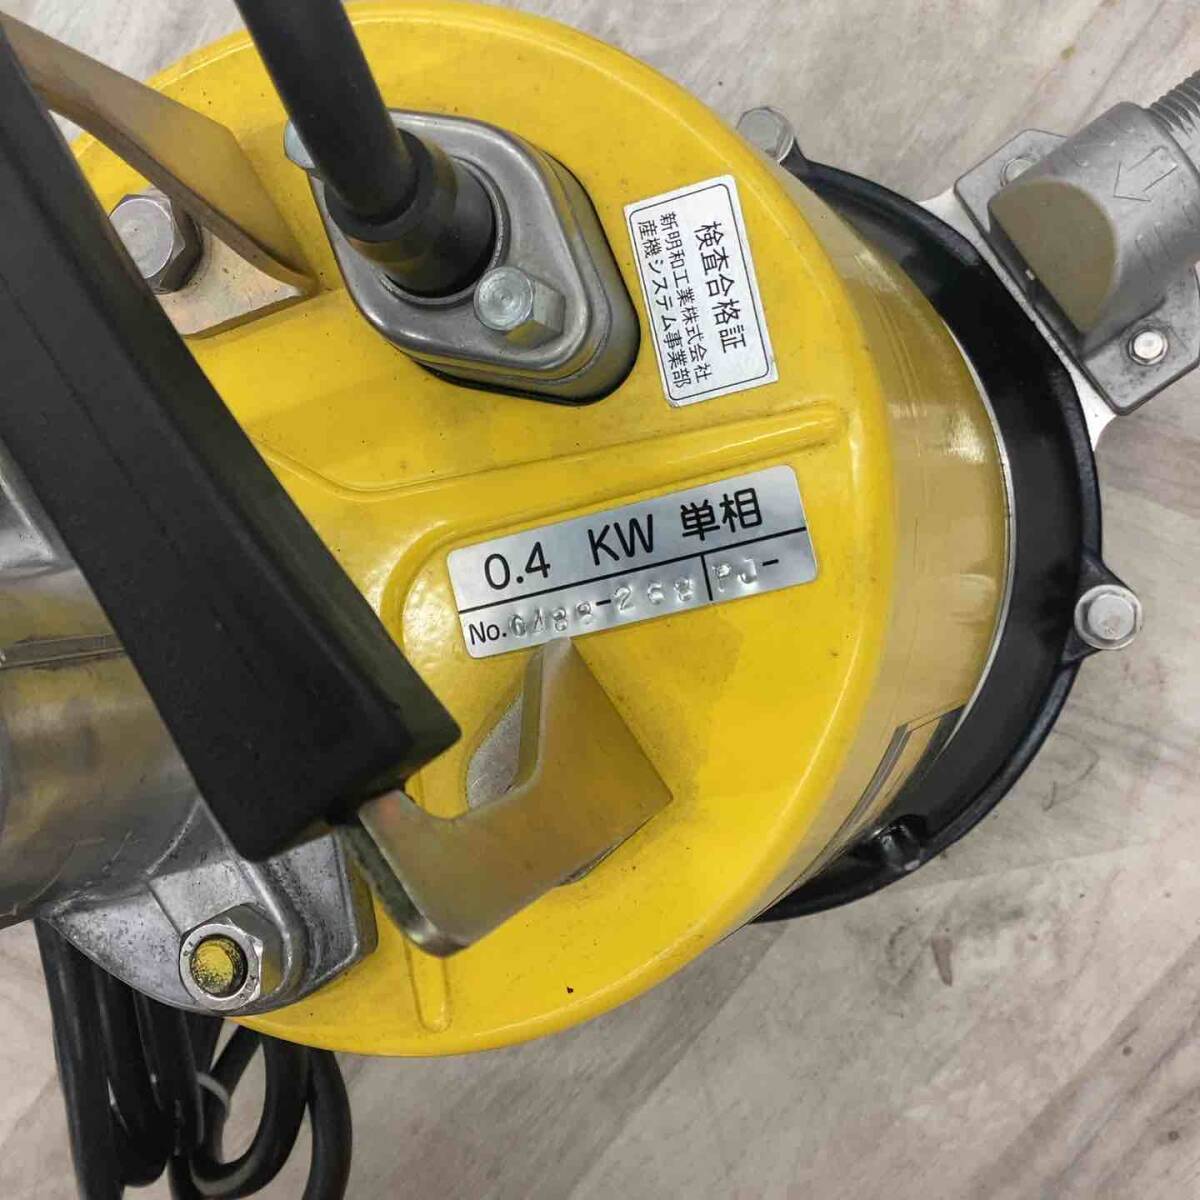 検査合格証
新明和工業株式会社
産機システム事業部
0.4 KW 単相
No. PJ-